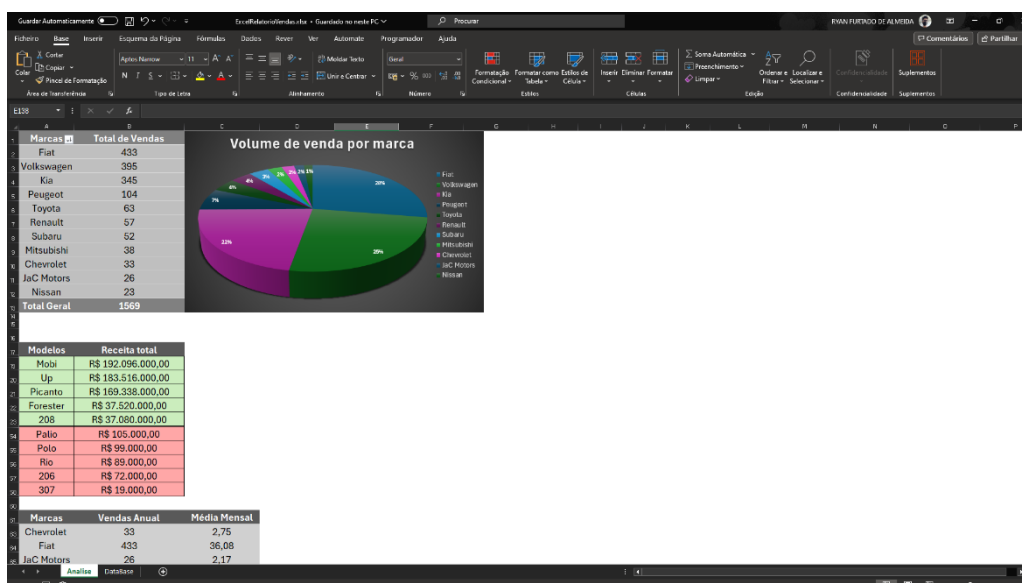 Guardar Automaticamente ExcelRelatorioVendas.xlsx • Guardado no neste PC Procurar RYAN FURTADO DE ALMEIDA
Ficheiro Base Inserir Esquema da Página Fórmulas Dados Rever Ver Automate Programador Ajuda Comentários Partilhar
Colar Cortar Copiar Pincel de Formatação
Aptos Narrow 11
N I S
Moldar Texto
Unir e Centrar
Geral
Formatação Condicional Formatar como Tabela Estilos de Célula
Inserir Eliminar Formatar
Soma Automática
Preenchimento
Limpar
Ordenar e Filtrar Localizar e Selecionar
Confidencialidade
Suplementos
Área de Transferência Tipo de Letra Alinhamento Número Estilos Células Edição Confidencialidade Suplementos
E138 fx
A B C D E F G H I J K L M N O P
Marcas Total de Vendas
Fiat 433
Volkswagen 395
Kia 345
Peugeot 104
Toyota 63
Renault 57
Subaru 52
Mitsubishi 38
Chevrolet 33
JaC Motors 26
Nissan 23
Total Geral 1569
Volume de venda por marca
Fiat
Volkswagen
Kia
Peugeot
Toyota
Renault
Subaru
Mitsubishi
Chevrolet
JaC Motors
Nissan
Modelos Receita total
Mobi R$ 192.096.000,00
Up R$ 183.516.000,00
Picanto R$ 169.338.000,00
Forester R$ 37.520.000,00
208 R$ 37.080.000,00
Palio R$ 105.000,00
Polo R$ 99.000,00
Rio R$ 89.000,00
206 R$ 72.000,00
307 R$ 19.000,00
Marcas Vendas Anual Média Mensal
Chevrolet 33 2,75
Fiat 433 36,08
JaC Motors 26 2,17
Analise DataBase